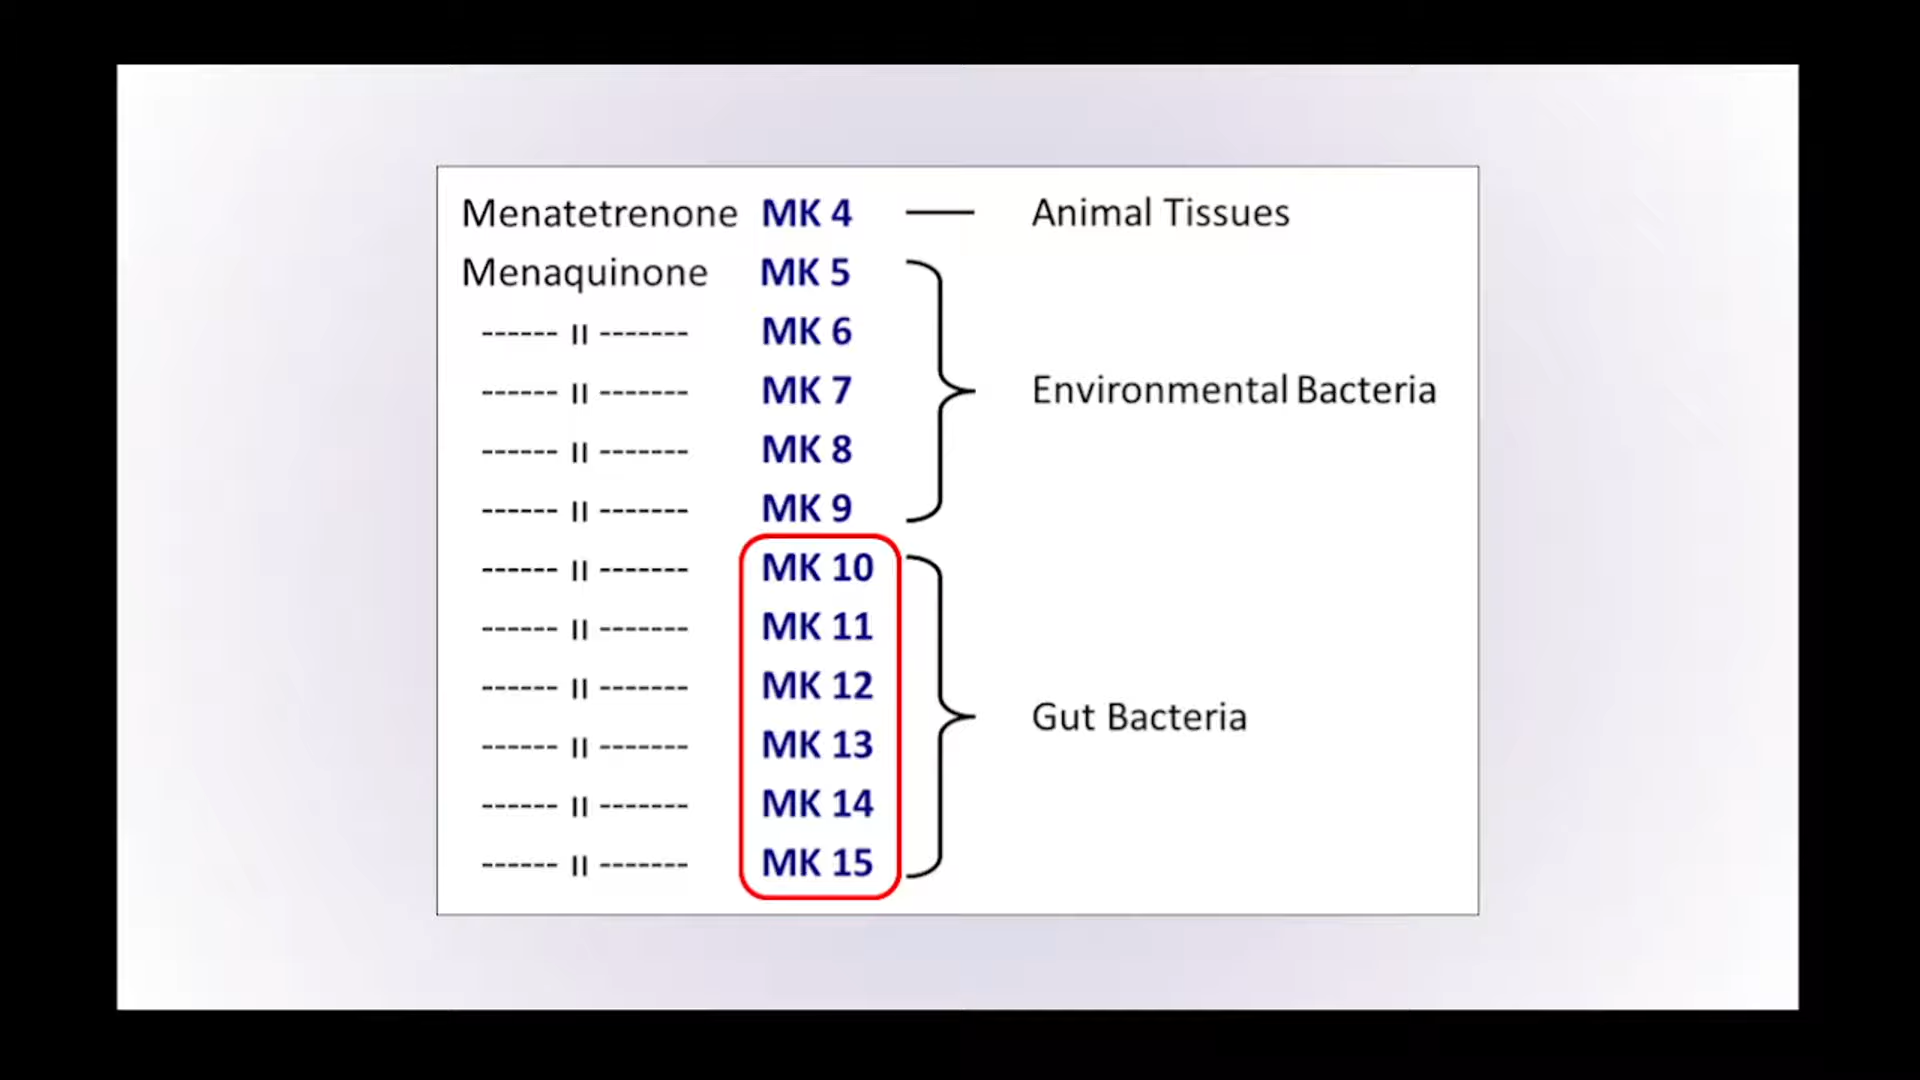 Menatetrenone MK 4 — Animal Tissues
Menaquinone MK 5
------ II ------- MK 6
------ II ------- MK 7 Environmental Bacteria
------ II ------- MK 8
------ II ------- MK 9
------ II ------- MK 10
------ II ------- MK 11
------ II ------- MK 12
Gut Bacteria
------ II ------- MK 13
------ II ------- MK 14
------ II ------- MK 15